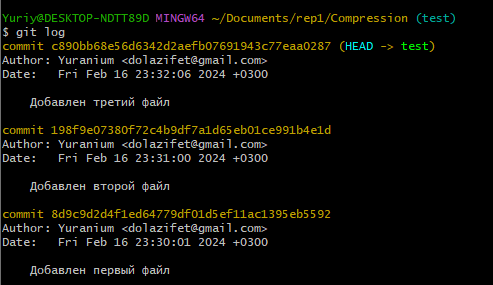 Yuriy@DESKTOP-NDTT89D MINGW64 ~/Documents/rep1/Compression (test)
$ git log
commit c890bb68e56d6342d2aefb07691943c77eaa0287 (HEAD -> test)
Author: Yuranium <dolazifet@gmail.com>
Date:   Fri Feb 16 23:32:06 2024 +0300
    Добавлен третий файл
commit 198f9e07380f72c4b9df7a1d65eb01ce991b4e1d
Author: Yuranium <dolazifet@gmail.com>
Date:   Fri Feb 16 23:31:00 2024 +0300
    Добавлен второй файл
commit 8d9c9d2d4f1ed64779df01d5ef11ac1395eb5592
Author: Yuranium <dolazifet@gmail.com>
Date:   Fri Feb 16 23:30:01 2024 +0300
    Добавлен первый файл